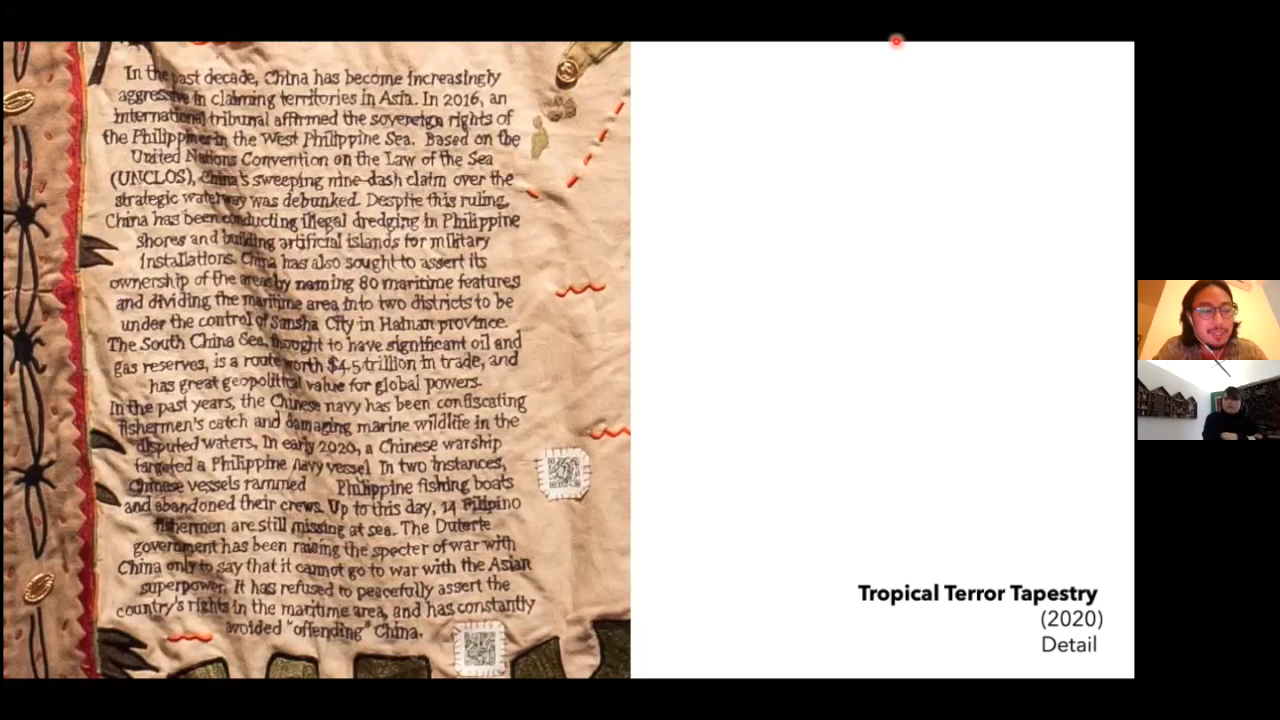 In the past decade, China has become increasingly
aggressive in claiming territories in Asia. In 2016, an
international tribunal affirmed the sovereign rights of
the Philippines in the West Philippine Sea. Based on the
United Nations Convention on the Law of the Sea
(UNCLOS), China's sweeping nine-dash claim over the
strategic waterway was debunked. Despite this ruling,
China has been conducting illegal dredging in Philippine
shores and building artificial islands for military
installations. China has also sought to assert its
ownership of the areas by naming 80 maritime features
and dividing the maritime area into two districts to be
under the control of Sansha City in Hainan province.
The South China Sea, thought to have significant oil and
gas reserves, is a route worth $4-5 trillion in trade, and
has great geopolitical value for global powers.
In the past years, the Chinese navy has been confiscating
fishermen's catch and damaging marine wildlife in the
disputed waters. In early 2020, a Chinese warship
targeted a Philippine navy vessel. In two instances,
Chinese vessels rammed Philippine fishing boats
and abandoned their crews. Up to this day, 14 Filipino
fishermen are still missing at sea. The Duterte
government has been raising the specter of war with
China only to say that it cannot go to war with the Asian
superpower. It has refused to peacefully assert the
country's rights in the maritime area, and has constantly
avoided "offending" China.
Tropical Terror Tapestry
(2020)
Detail